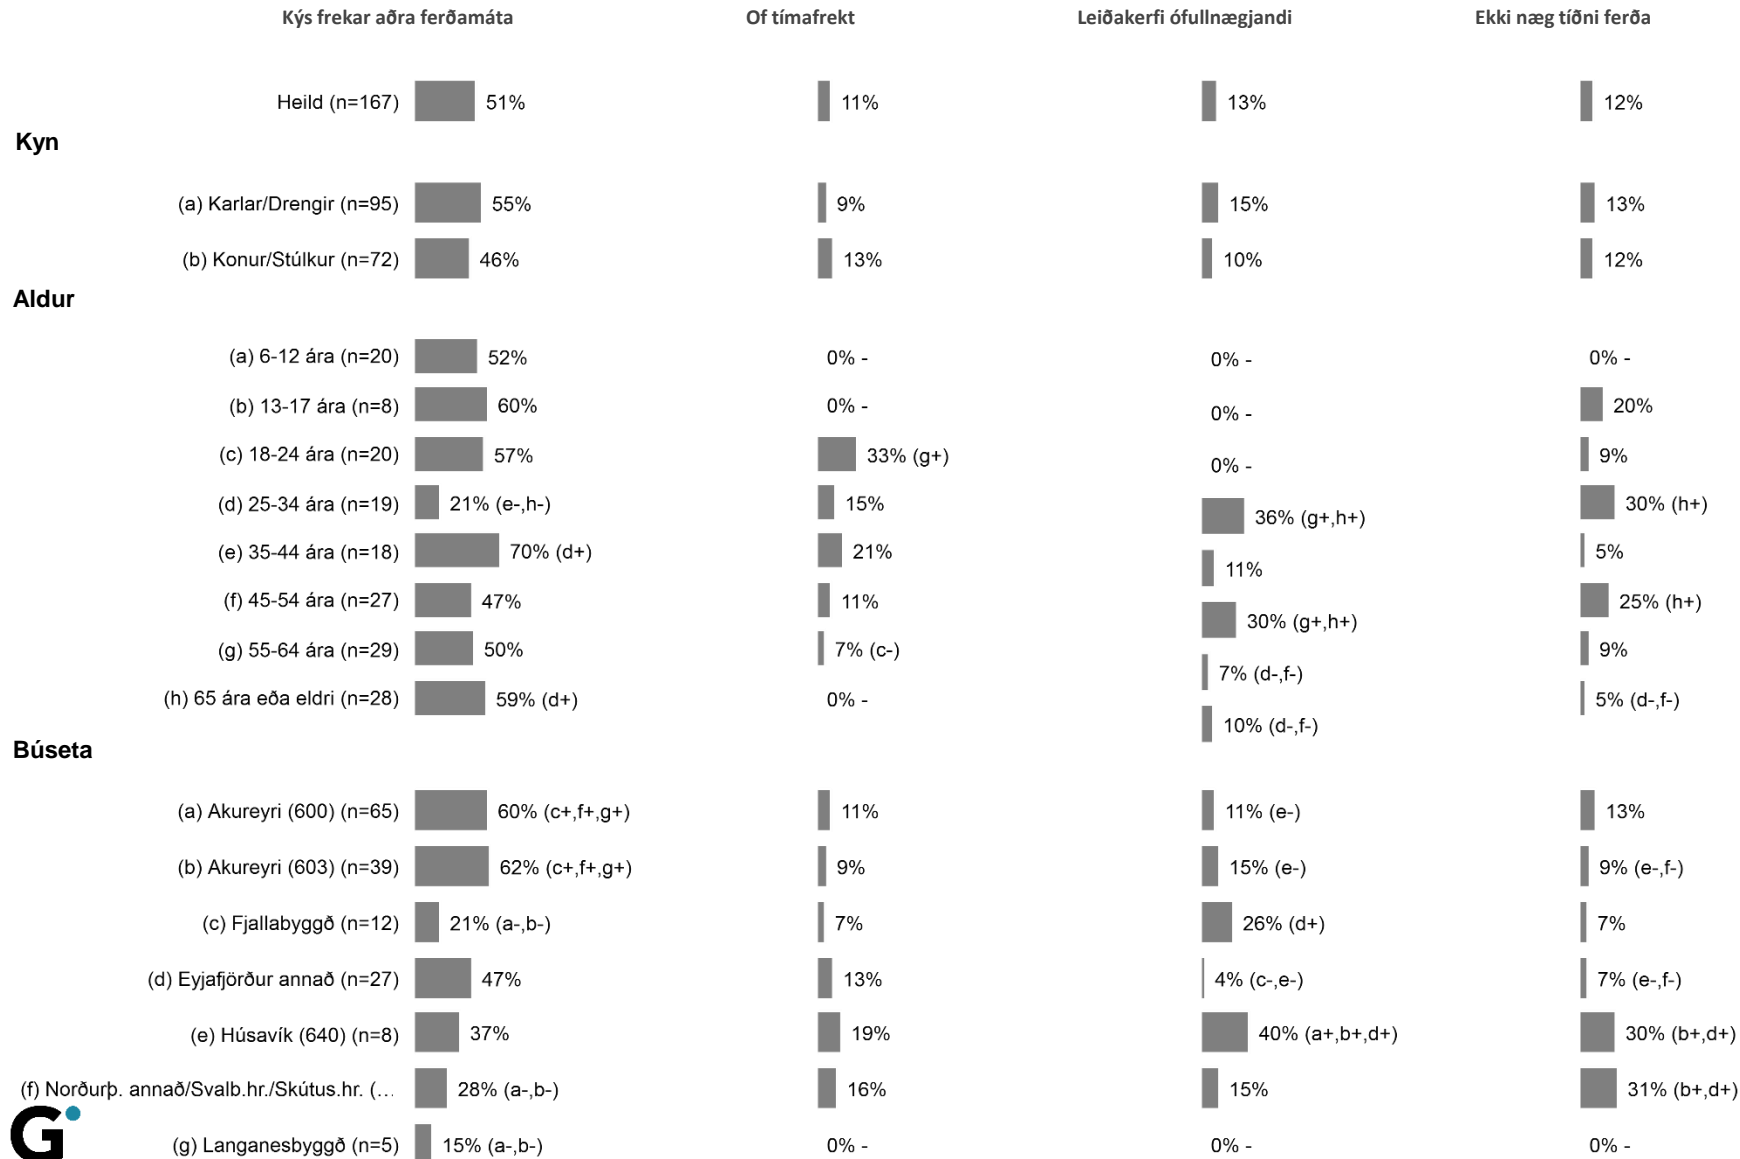 Kýs frekar aðra ferðamáta Of tímafrekt Leiðakerfi ófullnægjandi Ekki næg tíðni ferða
Heild (n=167) 51% 11% 13% 12%
Kyn
(a) Karlar/Drengir (n=95) 55% 9% 15% 13%
(b) Konur/Stúlkur (n=72) 46% 13% 10% 12%
Aldur
(a) 6-12 ára (n=20) 52% 0% - 0% - 0% -
(b) 13-17 ára (n=8) 60% 0% - 0% - 20%
(c) 18-24 ára (n=20) 57% 33% (g+) 0% - 9%
(d) 25-34 ára (n=19) 21% (e-,h-) 15% 36% (g+,h+) 30% (h+)
(e) 35-44 ára (n=18) 70% (d+) 21% 11% 5%
(f) 45-54 ára (n=27) 47% 11% 30% (g+,h+) 25% (h+)
(g) 55-64 ára (n=29) 50% 7% (c-) 7% (d-,f-) 9%
(h) 65 ára eða eldri (n=28) 59% (d+) 0% - 10% (d-,f-) 5% (d-,f-)
Búseta
(a) Akureyri (600) (n=65) 60% (c+,f+,g+) 11% 11% (e-) 13%
(b) Akureyri (603) (n=39) 62% (c+,f+,g+) 9% 15% (e-) 9% (e-,f-)
(c) Fjallabyggð (n=12) 21% (a-,b-) 7% 26% (d+) 7%
(d) Eyjafjörður annað (n=27) 47% 13% 4% (c-,e-) 7% (e-,f-)
(e) Húsavík (640) (n=8) 37% 19% 40% (a+,b+,d+) 30% (b+,d+)
(f) Norðurþ. annað/Svalb.hr./Skútus.hr. (... 28% (a-,b-) 16% 15% 31% (b+,d+)
G
(g) Langanesbyggð (n=5) 15% (a-,b-) 0% - 0% - 0% -